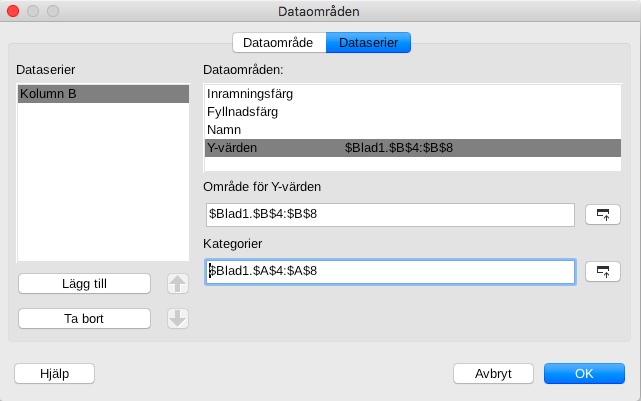 Dataområden
Dataområde Dataserier
Dataserier
Kolumn B
Dataområden:
Inramningsfärg
Fyllnadsfärg
Namn
Y-värden $Blad1.$B$4:$B$8
Område för Y-värden
$Blad1.$B$4:$B$8
Kategorier
$Blad1.$A$4:$A$8
Lägg till
Ta bort
Hjälp
Avbryt
OK